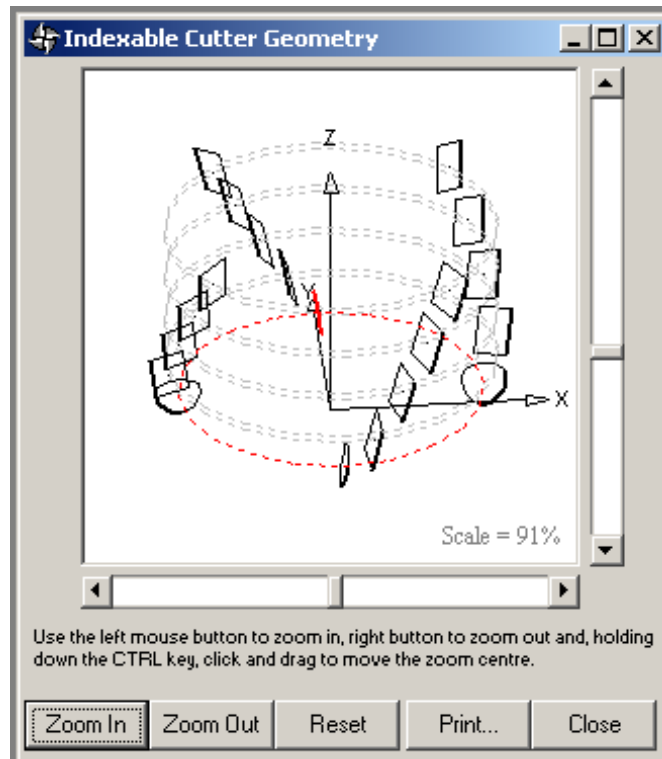 Indexable Cutter Geometry
Z
Y
X
Scale = 91%
Use the left mouse button to zoom in, right button to zoom out and, holding
down the CTRL key, click and drag to move the zoom centre.
Zoom In Zoom Out Reset Print... Close